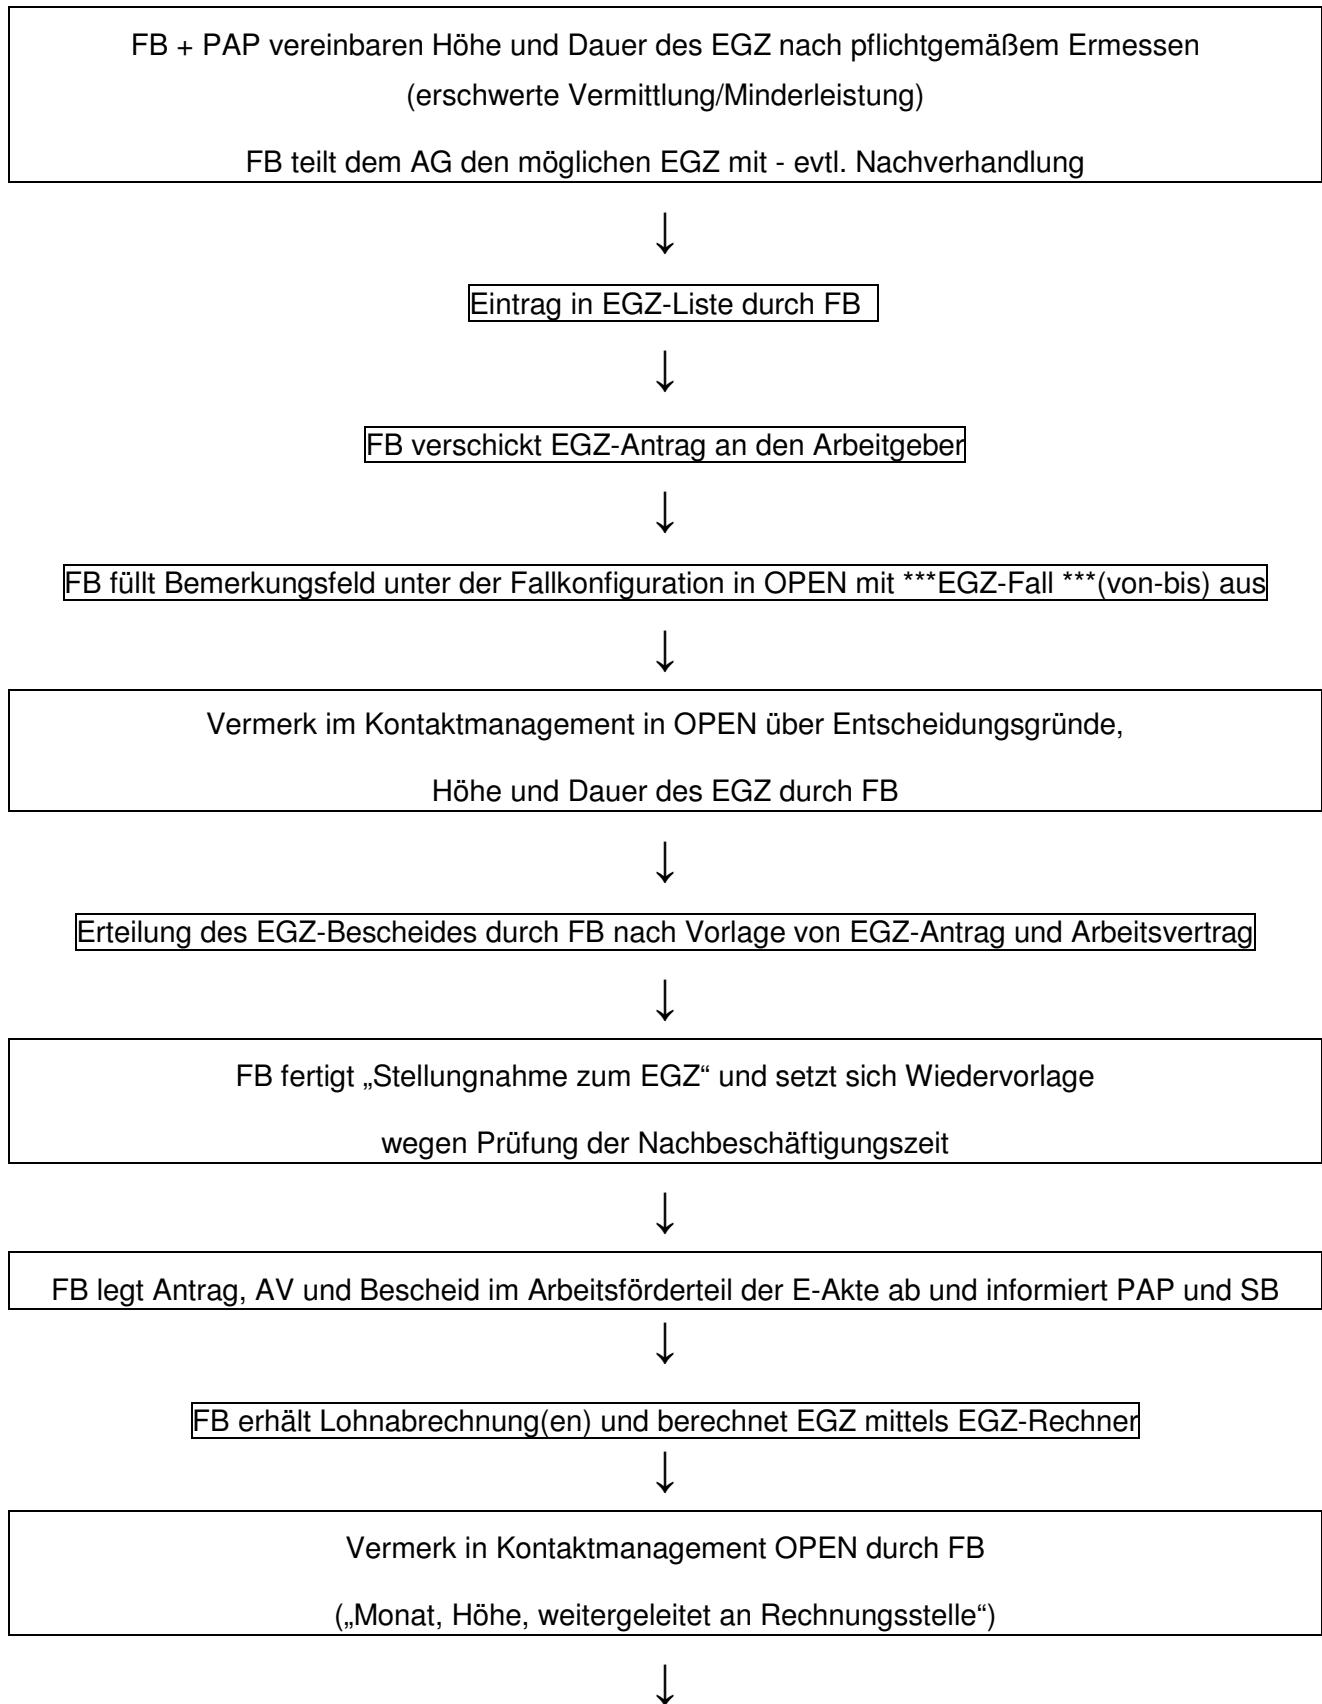 FB + PAP vereinbaren Höhe und Dauer des EGZ nach pflichtgemäßem Ermessen
(erschwerte Vermittlung/Minderleistung)
FB teilt dem AG den möglichen EGZ mit - evtl. Nachverhandlung
↓
Eintrag in EGZ-Liste durch FB
↓
FB verschickt EGZ-Antrag an den Arbeitgeber
↓
FB füllt Bemerkungsfeld unter der Fallkonfiguration in OPEN mit ***EGZ-Fall ***(von-bis) aus
↓
Vermerk im Kontaktmanagement in OPEN über Entscheidungsgründe,
Höhe und Dauer des EGZ durch FB
↓
Erteilung des EGZ-Bescheides durch FB nach Vorlage von EGZ-Antrag und Arbeitsvertrag
↓
FB fertigt „Stellungnahme zum EGZ“ und setzt sich Wiedervorlage
wegen Prüfung der Nachbeschäftigungszeit
↓
FB legt Antrag, AV und Bescheid im Arbeitsförderteil der E-Akte ab und informiert PAP und SB
↓
FB erhält Lohnabrechnung(en) und berechnet EGZ mittels EGZ-Rechner
↓
Vermerk in Kontaktmanagement OPEN durch FB
(„Monat, Höhe, weitergeleitet an Rechnungsstelle“)
↓